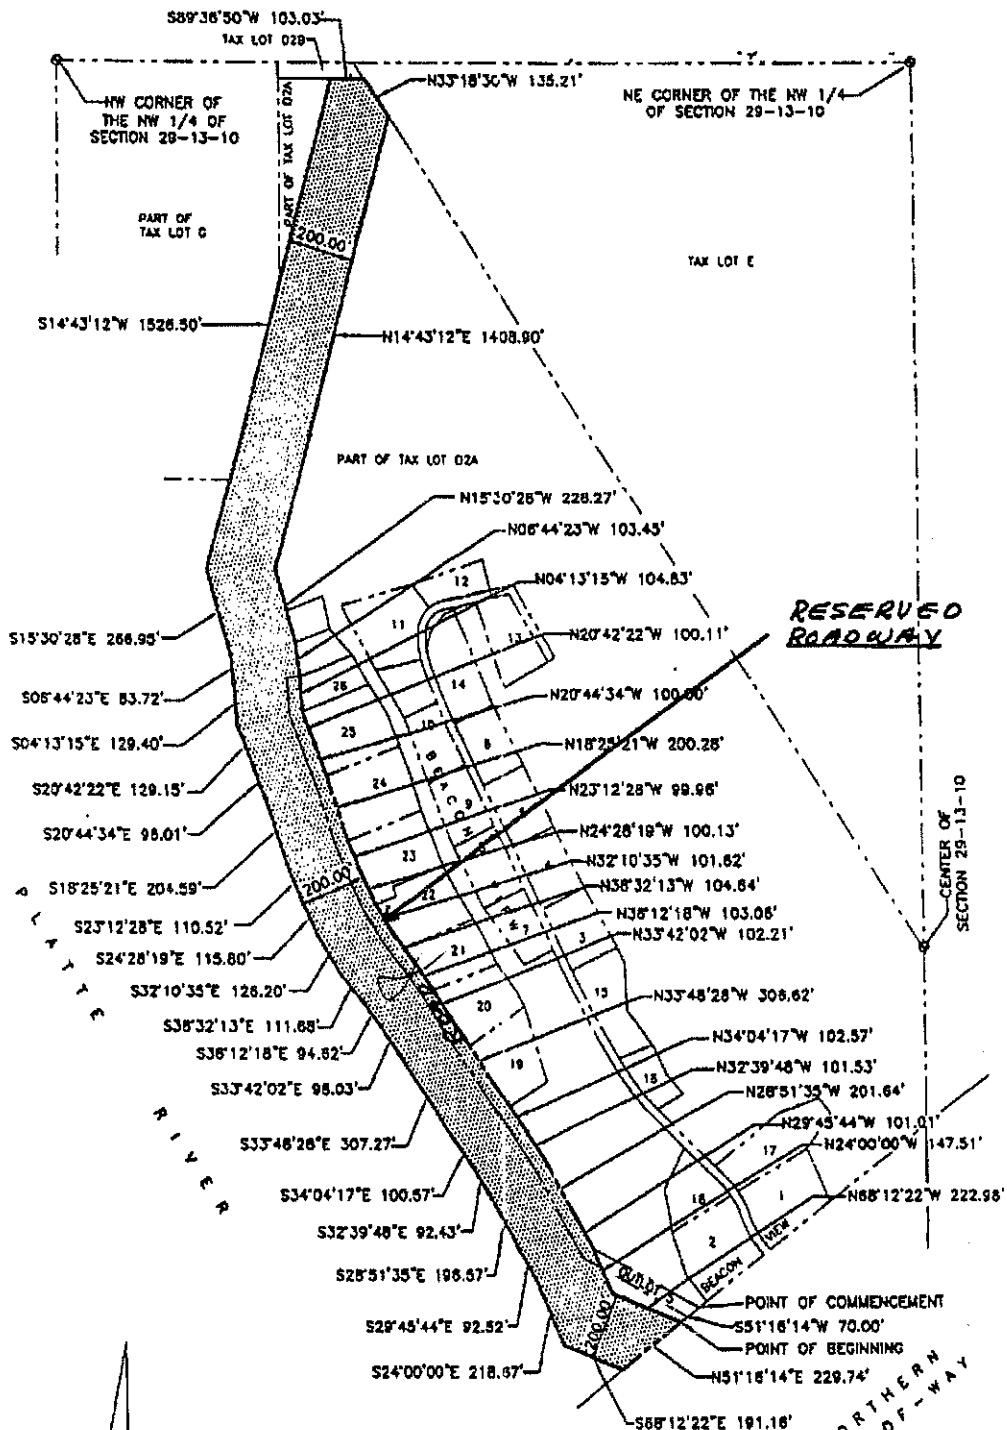 S89°36'50"W 103.03'
TAX LOT D29
N33°18'30"W 135.21'
NW CORNER OF
THE NW 1/4 OF
SECTION 29-13-10
NE CORNER OF THE NW 1/4
OF SECTION 29-13-10
PART OF TAX LOT D2A
PART OF
TAX LOT G
200.00'
TAX LOT E
S14°43'12"W 1526.50'
N14°43'12"E 1408.90'
PART OF TAX LOT D2A
N15°30'28"W 228.27'
N06°44'23"W 103.45'
N04°13'15"W 104.83'
RESERVED
ROADWAY
S15°30'28"E 266.95'
N20°42'22"W 100.11'
S06°44'23"E 83.72'
N20°44'34"W 100.00'
S04°13'15"E 129.40'
N18°25'21"W 200.28'
S20°42'22"E 129.15'
N23°12'28"W 99.96'
S20°44'34"E 98.01'
N24°28'19"W 100.13'
S18°25'21"E 204.59'
N32°10'35"W 101.62'
200.00'
N36°32'13"W 104.64'
S23°12'28"E 110.52'
N36°12'18"W 103.06'
S24°28'19"E 115.80'
N33°42'02"W 102.21'
S32°10'35"E 126.20'
N33°48'28"W 306.62'
S36°32'13"E 111.68'
N34°04'17"W 102.57'
S36°12'18"E 94.62'
N32°39'48"W 101.53'
S33°42'02"E 98.03'
N28°51'35"W 201.64'
S33°48'28"E 307.27'
N29°45'44"W 101.01'
N24°00'00"W 147.51'
S34°04'17"E 100.57'
N68°12'22"W 222.98'
S32°39'48"E 92.43'
S28°51'35"E 196.57'
S29°45'44"E 92.52'
S24°00'00"E 218.67'
CENTER OF
SECTION 29-13-10
PLATTE
RIVER
12
11
13
26
14
25
10
8
24
BEACON
9
23
22
7
21
3
20
15
19
17
18
1
2
BEACON
VIEW
OUTLOT
3
POINT OF COMMENCEMENT
S51°16'14"W 70.00'
POINT OF BEGINNING
200.00'
N51°16'14"E 229.74'
S68°12'22"E 191.16'